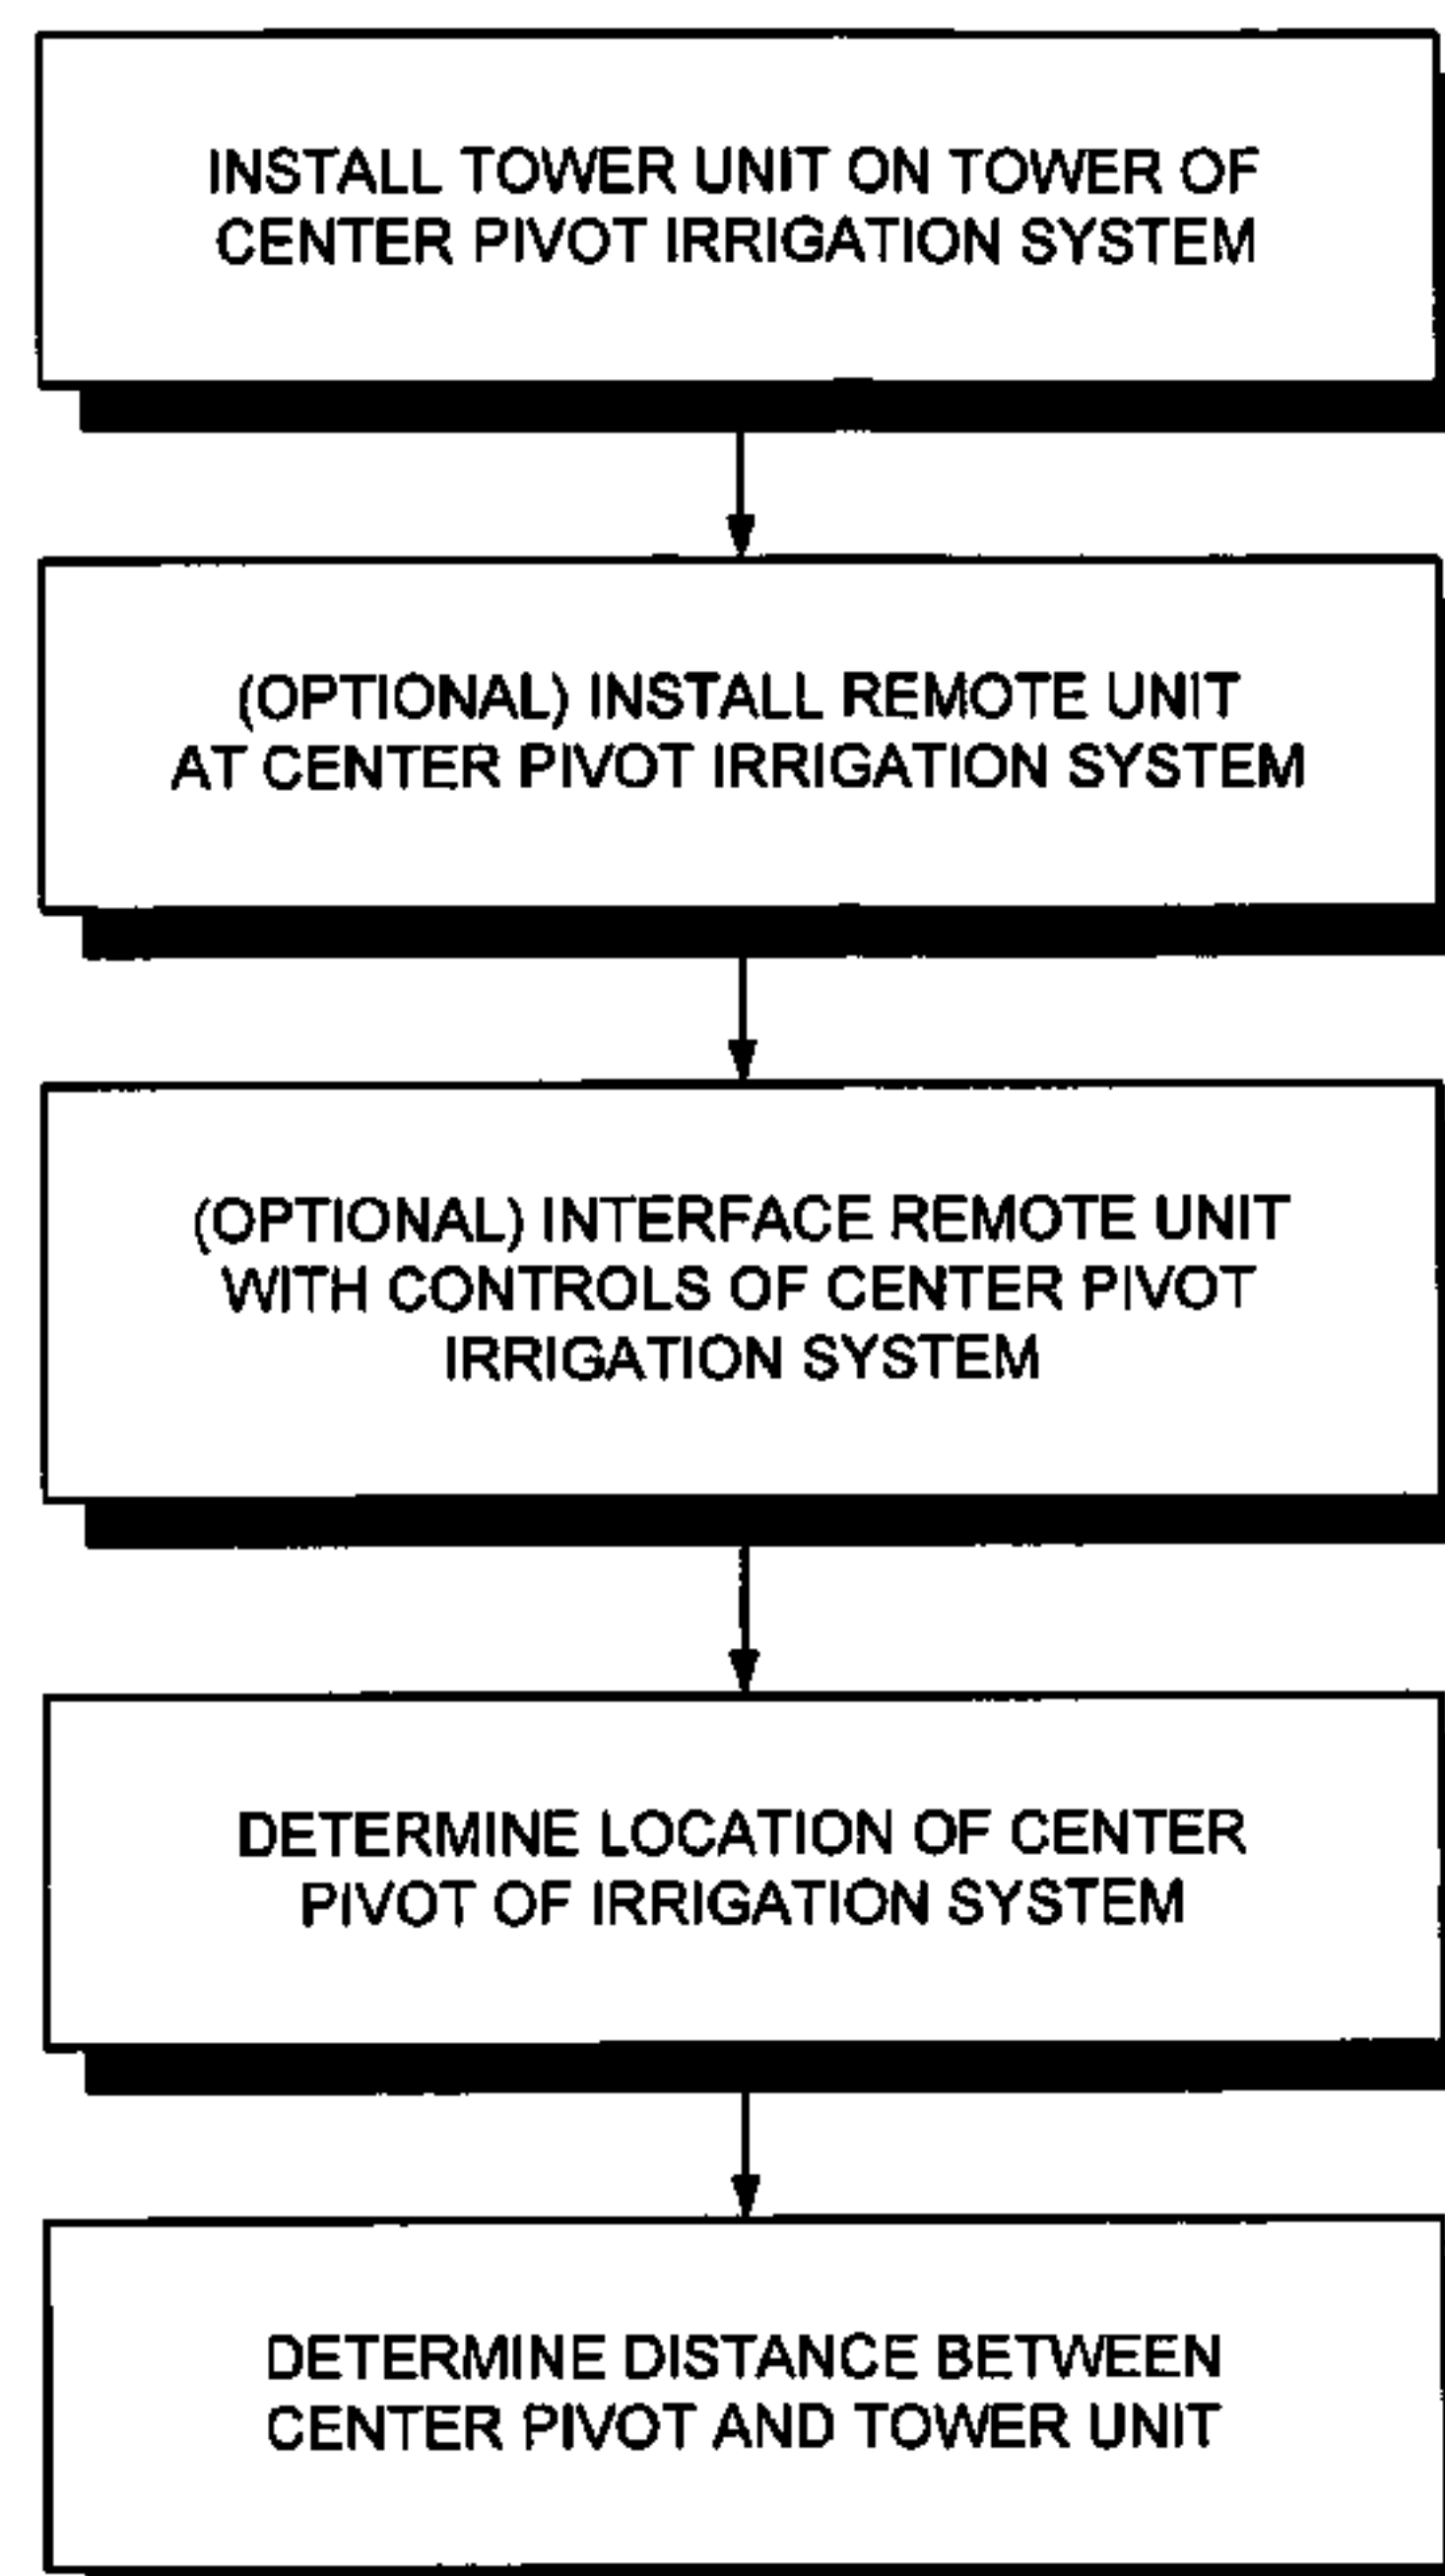 INSTALL TOWER UNIT ON TOWER OF
CENTER PIVOT IRRIGATION SYSTEM
(OPTIONAL) INSTALL REMOTE UNIT
AT CENTER PIVOT IRRIGATION SYSTEM
(OPTIONAL) INTERFACE REMOTE UNIT
WITH CONTROLS OF CENTER PIVOT
IRRIGATION SYSTEM
DETERMINE LOCATION OF CENTER
PIVOT OF IRRIGATION SYSTEM
DETERMINE DISTANCE BETWEEN
CENTER PIVOT AND TOWER UNIT